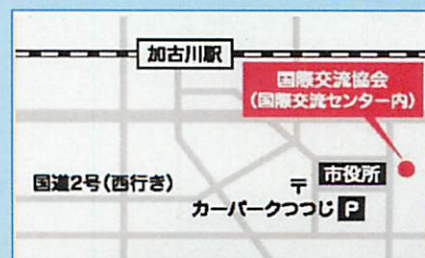 加古川駅
国際交流協会
(国際交流センター内)
国道2号(西行き)
〒
市役所
カーパークつつじ P